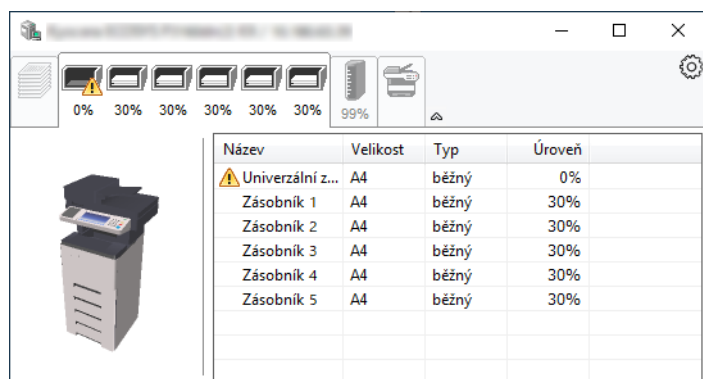 0% 30% 30% 30% 30% 30% 99%
Název Velikost Typ Úroveň
Univerzální z... A4 běžný 0%
Zásobník 1 A4 běžný 30%
Zásobník 2 A4 běžný 30%
Zásobník 3 A4 běžný 30%
Zásobník 4 A4 běžný 30%
Zásobník 5 A4 běžný 30%